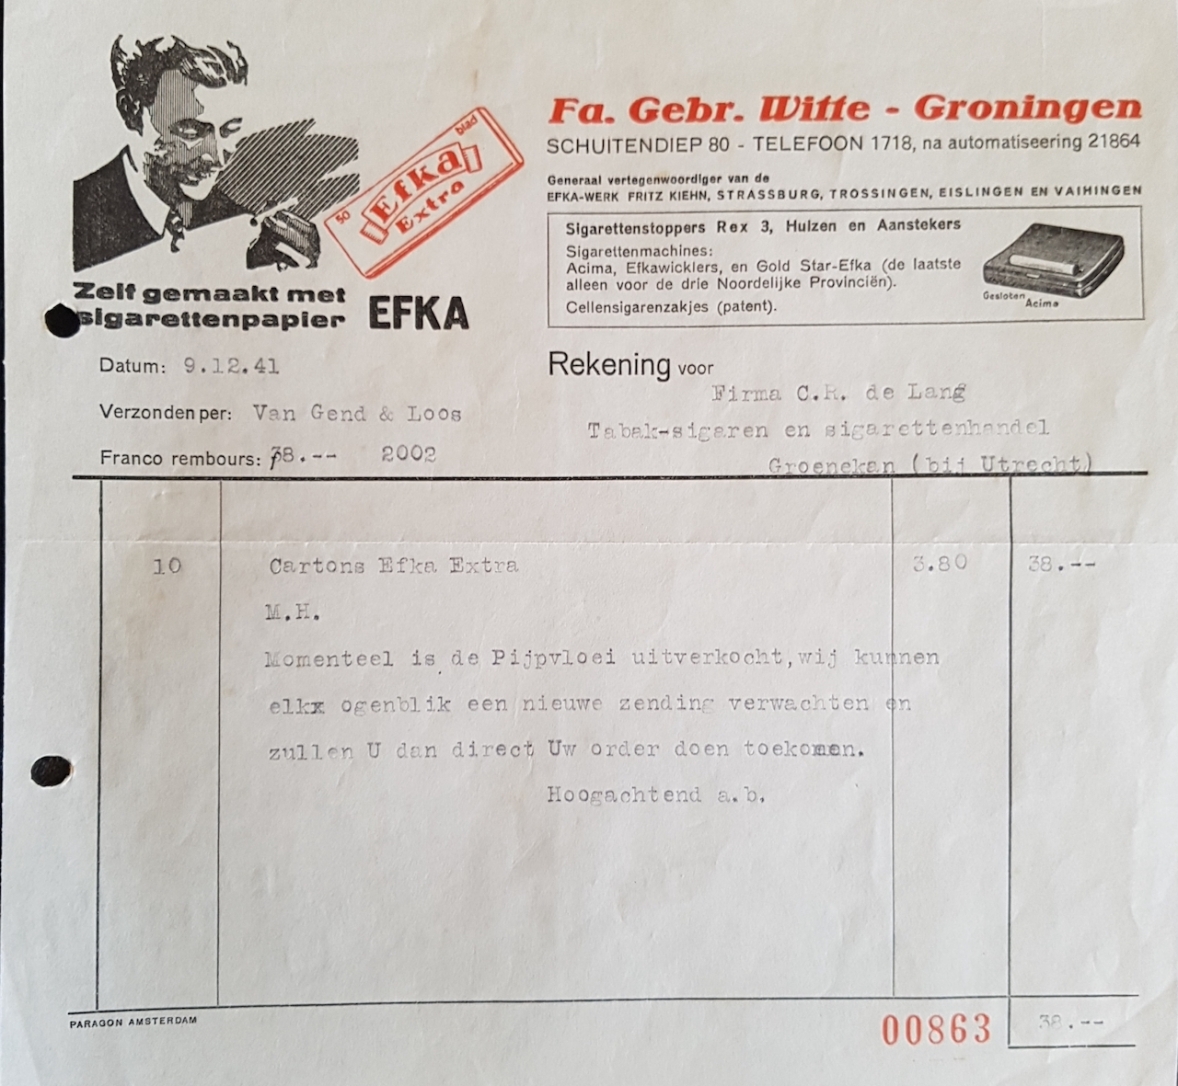 50 blad
Efka
Extra
Zelf gemaakt met
sigarettenpapier EFKA
Fa. Gebr. Witte - Groningen
SCHUITENDIEP 80 - TELEFOON 1718, na automatiseering 21864
Generaal vertegenwoordiger van de
EFKA-WERK FRITZ KIEHN, STRASSBURG, TROSSINGEN, EISLINGEN EN VAIHINGEN
Sigarettenstoppers Rex 3, Hulzen en Aanstekers
Sigarettenmachines:
Acima, Efkawicklers, en Gold Star-Efka (de laatste
alleen voor de drie Noordelijke Provinciën).
Cellensigarenzakjes (patent).
Gesloten Acima
Datum: 9.12.41
Verzonden per: Van Gend & Loos
Franco rembours: 38.-- 2002
Rekening voor
Firma C.R. de Lang
Tabak-sigaren en sigarettenhandel
Groenekan (bij Utrecht)
10 Cartons Efka Extra 3.80 38.--
M.H.
Momenteel is de Pijpvloei uitverkocht,wij kunnen
elkx ogenblik een nieuwe zending verwachten en
zullen U dan direct Uw order doen toekomen.
Hoogachtend a.b.
PARAGON AMSTERDAM
00863 38.--